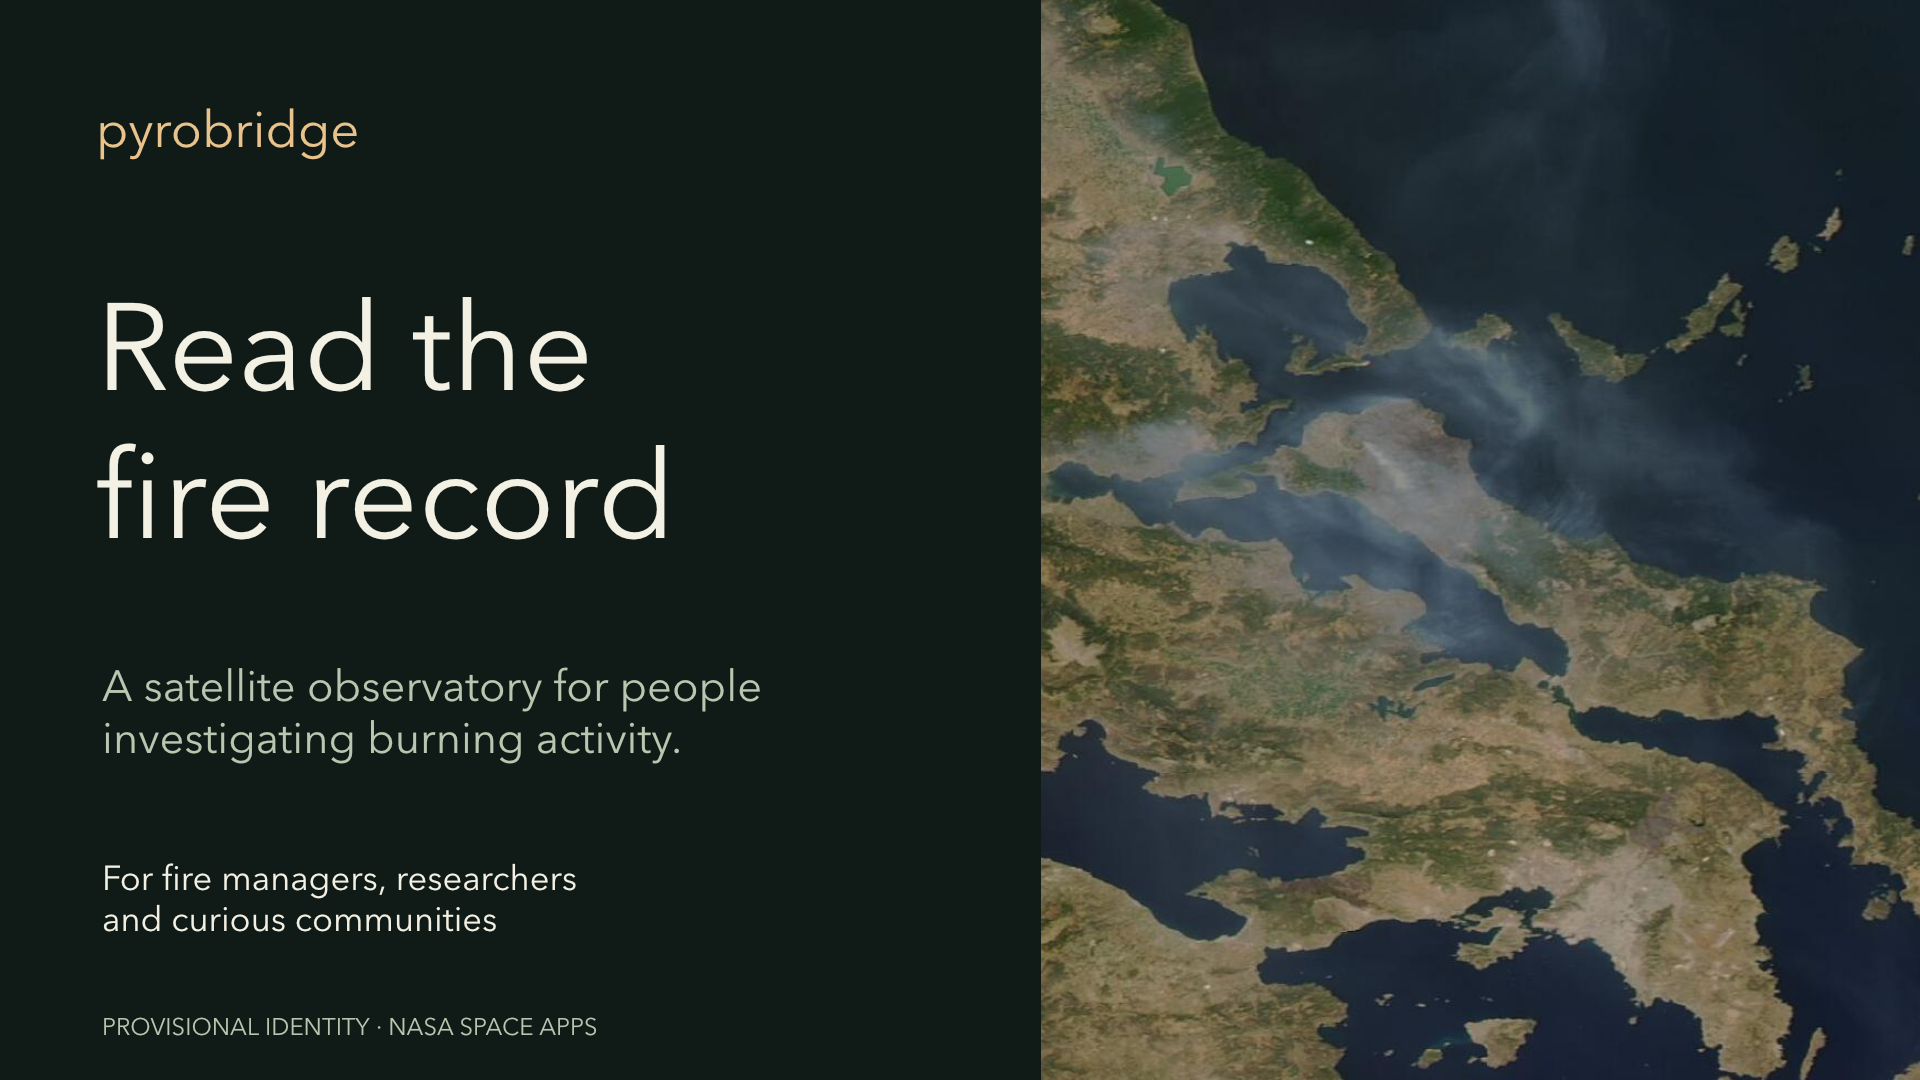 pyrobridge
Read the
fire record
A satellite observatory for people
investigating burning activity.
For fire managers, researchers
and curious communities
PROVISIONAL IDENTITY · NASA SPACE APPS